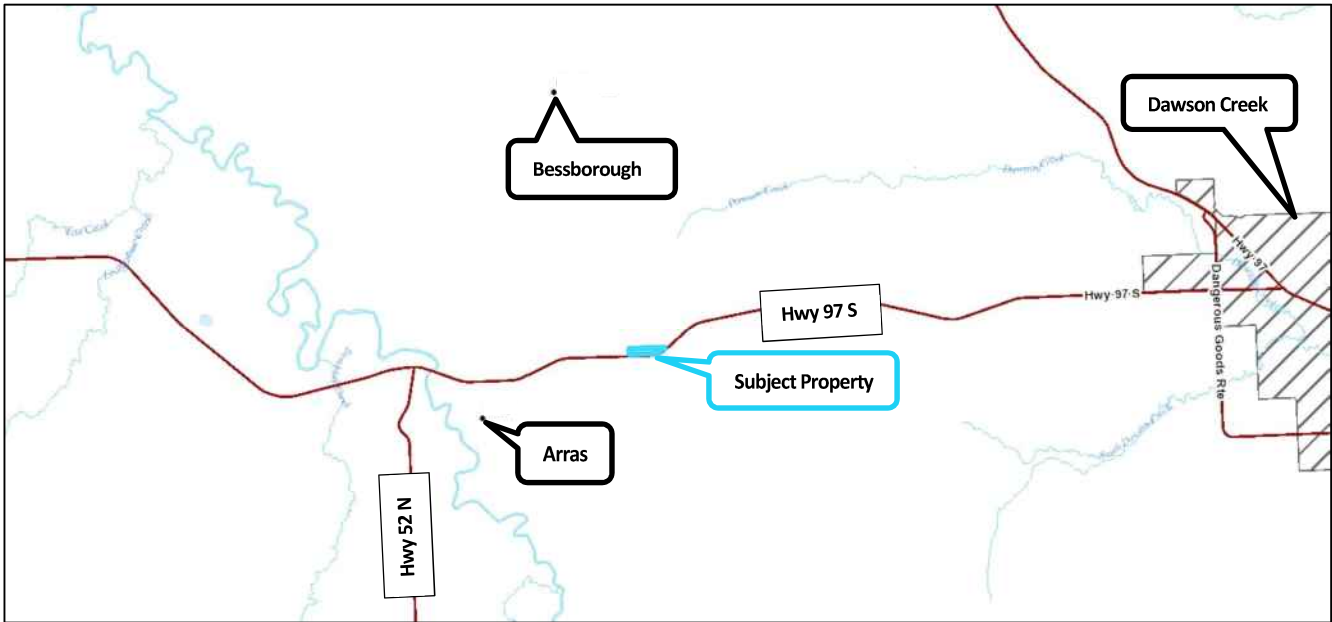 Dawson Creek
Bessborough
Hwy-97
Hwy 97 S
Hwy-97-S
Dangerous Goods Rte
Subject Property
Arras
Hwy 52 N